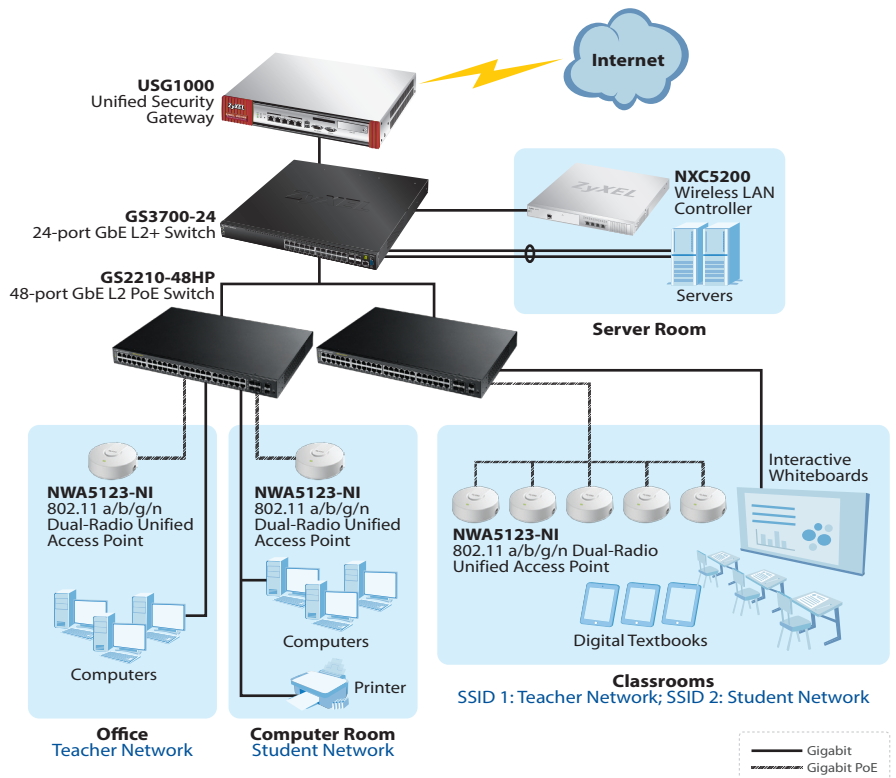 Internet
USG1000
Unified Security
Gateway
ZyXEL
NXC5200
Wireless LAN
Controller
ZyXEL
ZyXEL
GS3700-24
24-port GbE L2+ Switch
GS2210-48HP
48-port GbE L2 PoE Switch
Servers
Server Room
NWA5123-NI
802.11 a/b/g/n
Dual-Radio Unified
Access Point
Computers
Office
Teacher Network
NWA5123-NI
802.11 a/b/g/n
Dual-Radio Unified
Access Point
Computers
Printer
Computer Room
Student Network
Interactive
Whiteboards
NWA5123-NI
802.11 a/b/g/n Dual-Radio
Unified Access Point
Digital Textbooks
Classrooms
SSID 1: Teacher Network; SSID 2: Student Network
Gigabit
Gigabit PoE